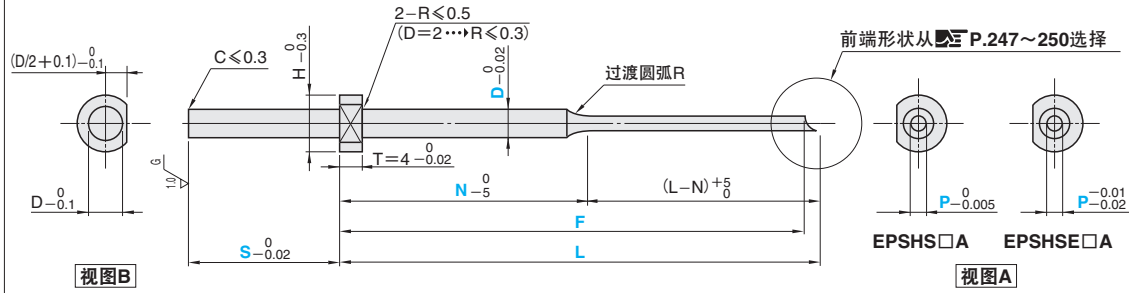 2−R≤0.5
(D=2····▸R≤0.3)
C≤0.3
H 0 −0.3
D 0 −0.02
过渡圆弧R
前端形状从 P.247～250选择
(D/2+0.1) 0 −0.1
D 0 −0.1
1.0 G
T=4 0 −0.02
N 0 −5
(L−N) +5 0
F
L
S 0 −0.02
P 0 −0.005
P −0.01 −0.02
EPSHS□A
EPSHSE□A
视图B
视图A